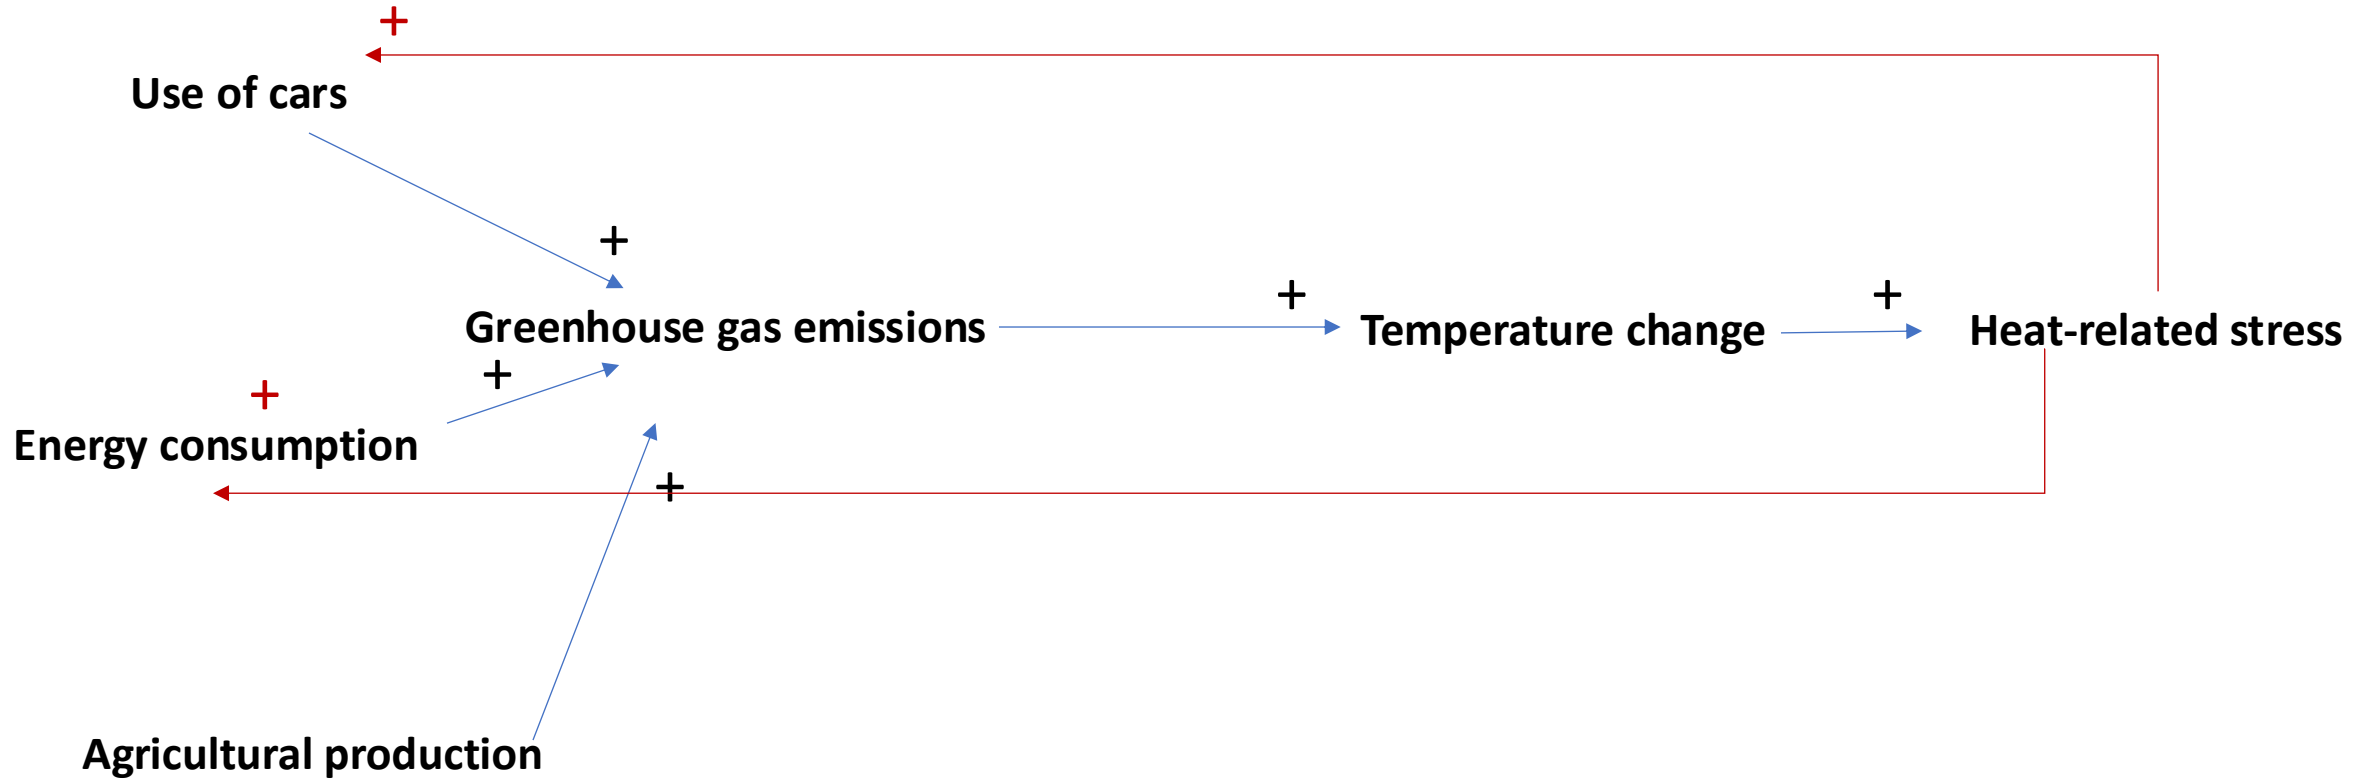 +
Use of cars
+
Greenhouse gas emissions
+
Temperature change
+
Heat-related stress
+
+
Energy consumption
+
Agricultural production